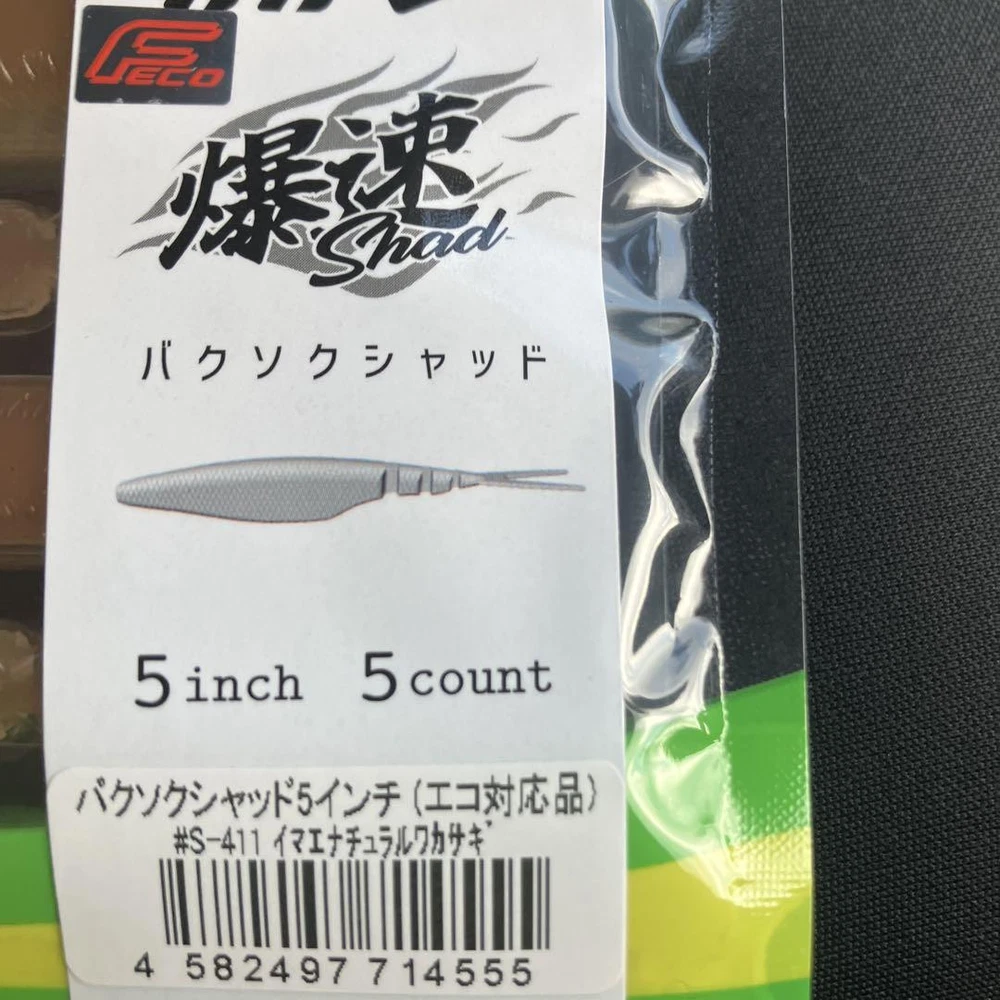 FECO
爆速
Shad
バクソクシャッド
5inch 5count
バクソクシャッド5インチ(エコ対応品)
#S-411 イマエナチュラルワカサギ
4 582497 714555